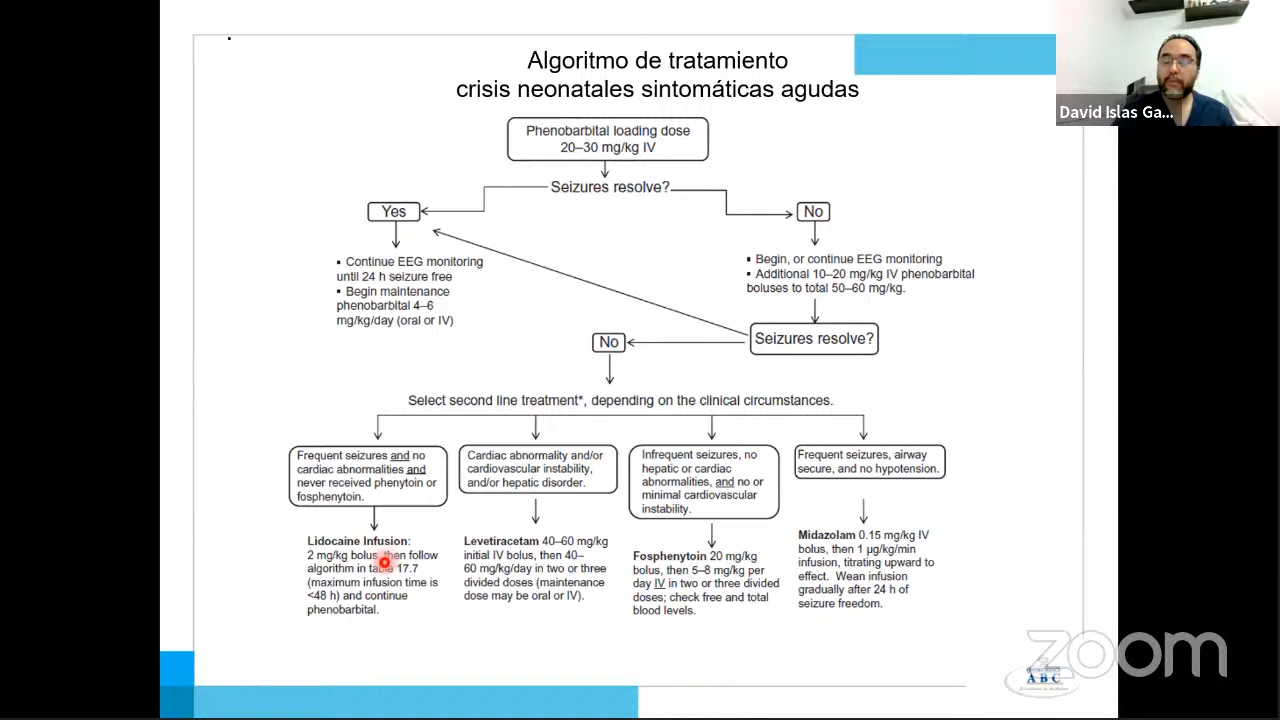 Algoritmo de tratamiento
crisis neonatales sintomáticas agudas
David Islas Ga...
Phenobarbital loading dose
20–30 mg/kg IV
Seizures resolve?
Yes
No
▪ Continue EEG monitoring
until 24 h seizure free
▪ Begin maintenance
phenobarbital 4–6
mg/kg/day (oral or IV)
▪ Begin, or continue EEG monitoring
▪ Additional 10–20 mg/kg IV phenobarbital
boluses to total 50–60 mg/kg.
Seizures resolve?
No
Select second line treatment*, depending on the clinical circumstances.
Frequent seizures and no
cardiac abnormalities and
never received phenytoin or
fosphenytoin.
Lidocaine Infusion:
2 mg/kg bolus, then follow
algorithm in table 17.7
(maximum infusion time is
<48 h) and continue
phenobarbital.
Cardiac abnormality and/or
cardiovascular instability,
and/or hepatic disorder.
Levetiracetam 40–60 mg/kg
initial IV bolus, then 40–
60 mg/kg/day in two or three
divided doses (maintenance
dose may be oral or IV).
Infrequent seizures, no
hepatic or cardiac
abnormalities, and no or
minimal cardiovascular
instability.
Fosphenytoin 20 mg/kg
bolus, then 5–8 mg/kg per
day IV in two or three divided
doses; check free and total
blood levels.
Frequent seizures, airway
secure, and no hypotension.
Midazolam 0.15 mg/kg IV
bolus, then 1 µg/kg/min
infusion, titrating upward to
effect. Wean infusion
gradually after 24 h of
seizure freedom.
zoom
ABC